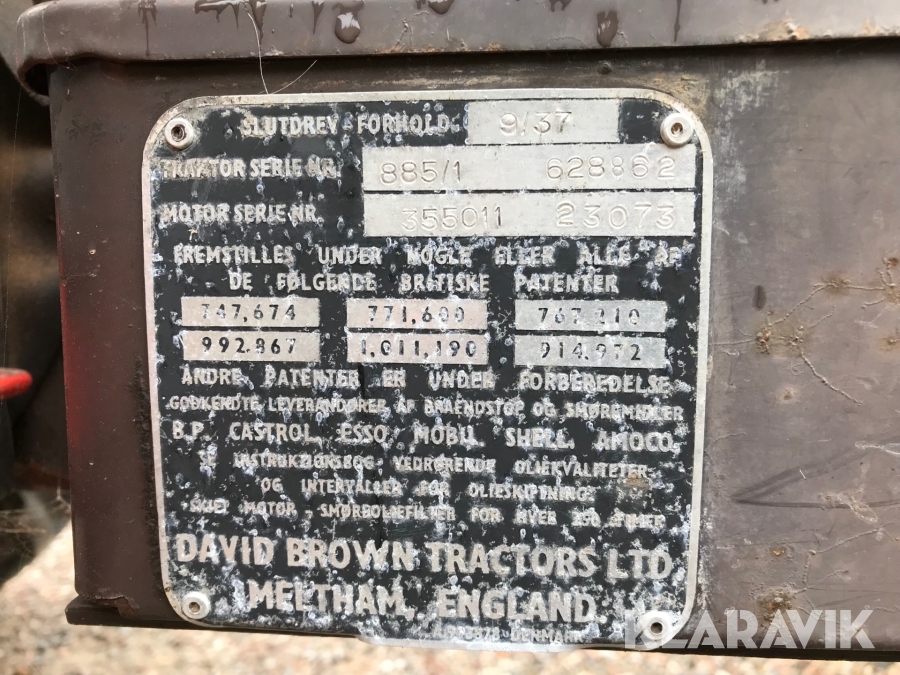 SLUTDREV FORHOLD. 9/37
TRAKTOR SERIE NR. 885/1 628862
MOTOR SERIE NR. 355011 23073
FREMSTILLES UNDER NOGLE ELLER ALLE AF
DE FØLGENDE BRITISKE PATENTER
747,674 771,600 767,210
992,867 1,011,190 914,972
ANDRE PATENTER ER UNDER FORBEREDELSE
GODKENDTE LEVERANDØRER AF BRAENDSTOF OG SMØREMIDLER
B.P. CASTROL. ESSO. MOBIL. SHELL. AMOCO.
SE INSTRUKTIONSBOG VEDRØRENDE OLIEKVALITETER
OG INTERVALLER FOR OLIESKIFTNING.
SKIFT MOTOR - SMØREOLIEFILTER FOR HVER 250 TIMER
DAVID BROWN TRACTORS LTD
MELTHAM, ENGLAND.
DENMARK
KLARAVIK